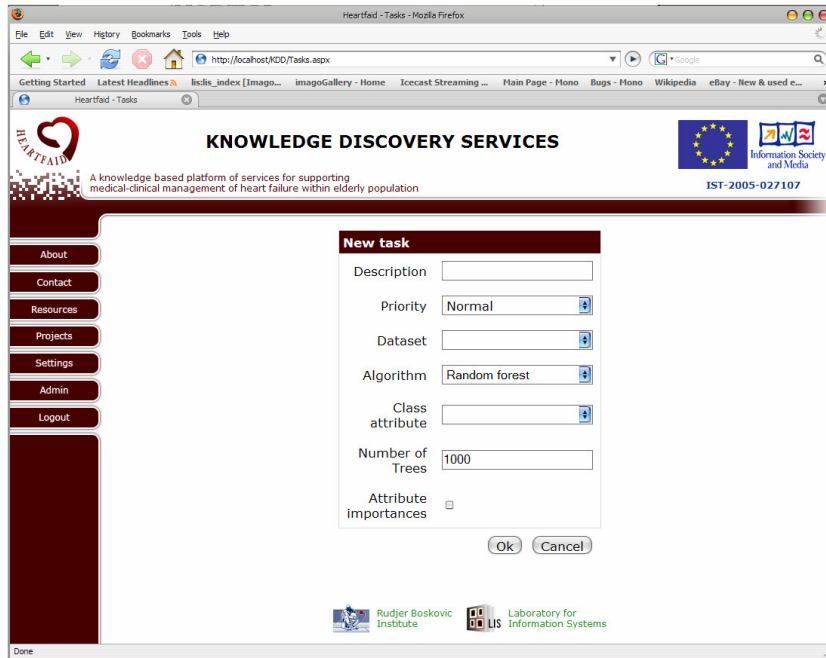 Heartfaid - Tasks - Mozilla Firefox
File Edit View History Bookmarks Tools Help
http://localhost/KDD/Tasks.aspx
Google
Getting Started Latest Headlines lis:lis_index [Imago... imagoGallery - Home Icecast Streaming ... Main Page - Mono Bugs - Mono Wikipedia eBay - New & used e...
Heartfaid - Tasks
HEARTFAID
KNOWLEDGE DISCOVERY SERVICES
Information Society
and Media
A knowledge based platform of services for supporting
medical-clinical management of heart failure within elderly population
IST-2005-027107
About
Contact
Resources
Projects
Settings
Admin
Logout
New task
Description
Priority Normal
Dataset
Algorithm Random forest
Class
attribute
Number of
Trees
1000
Attribute
importances
Ok Cancel
Rudjer Boskovic
Institute
LIS
Laboratory for
Information Systems
Done